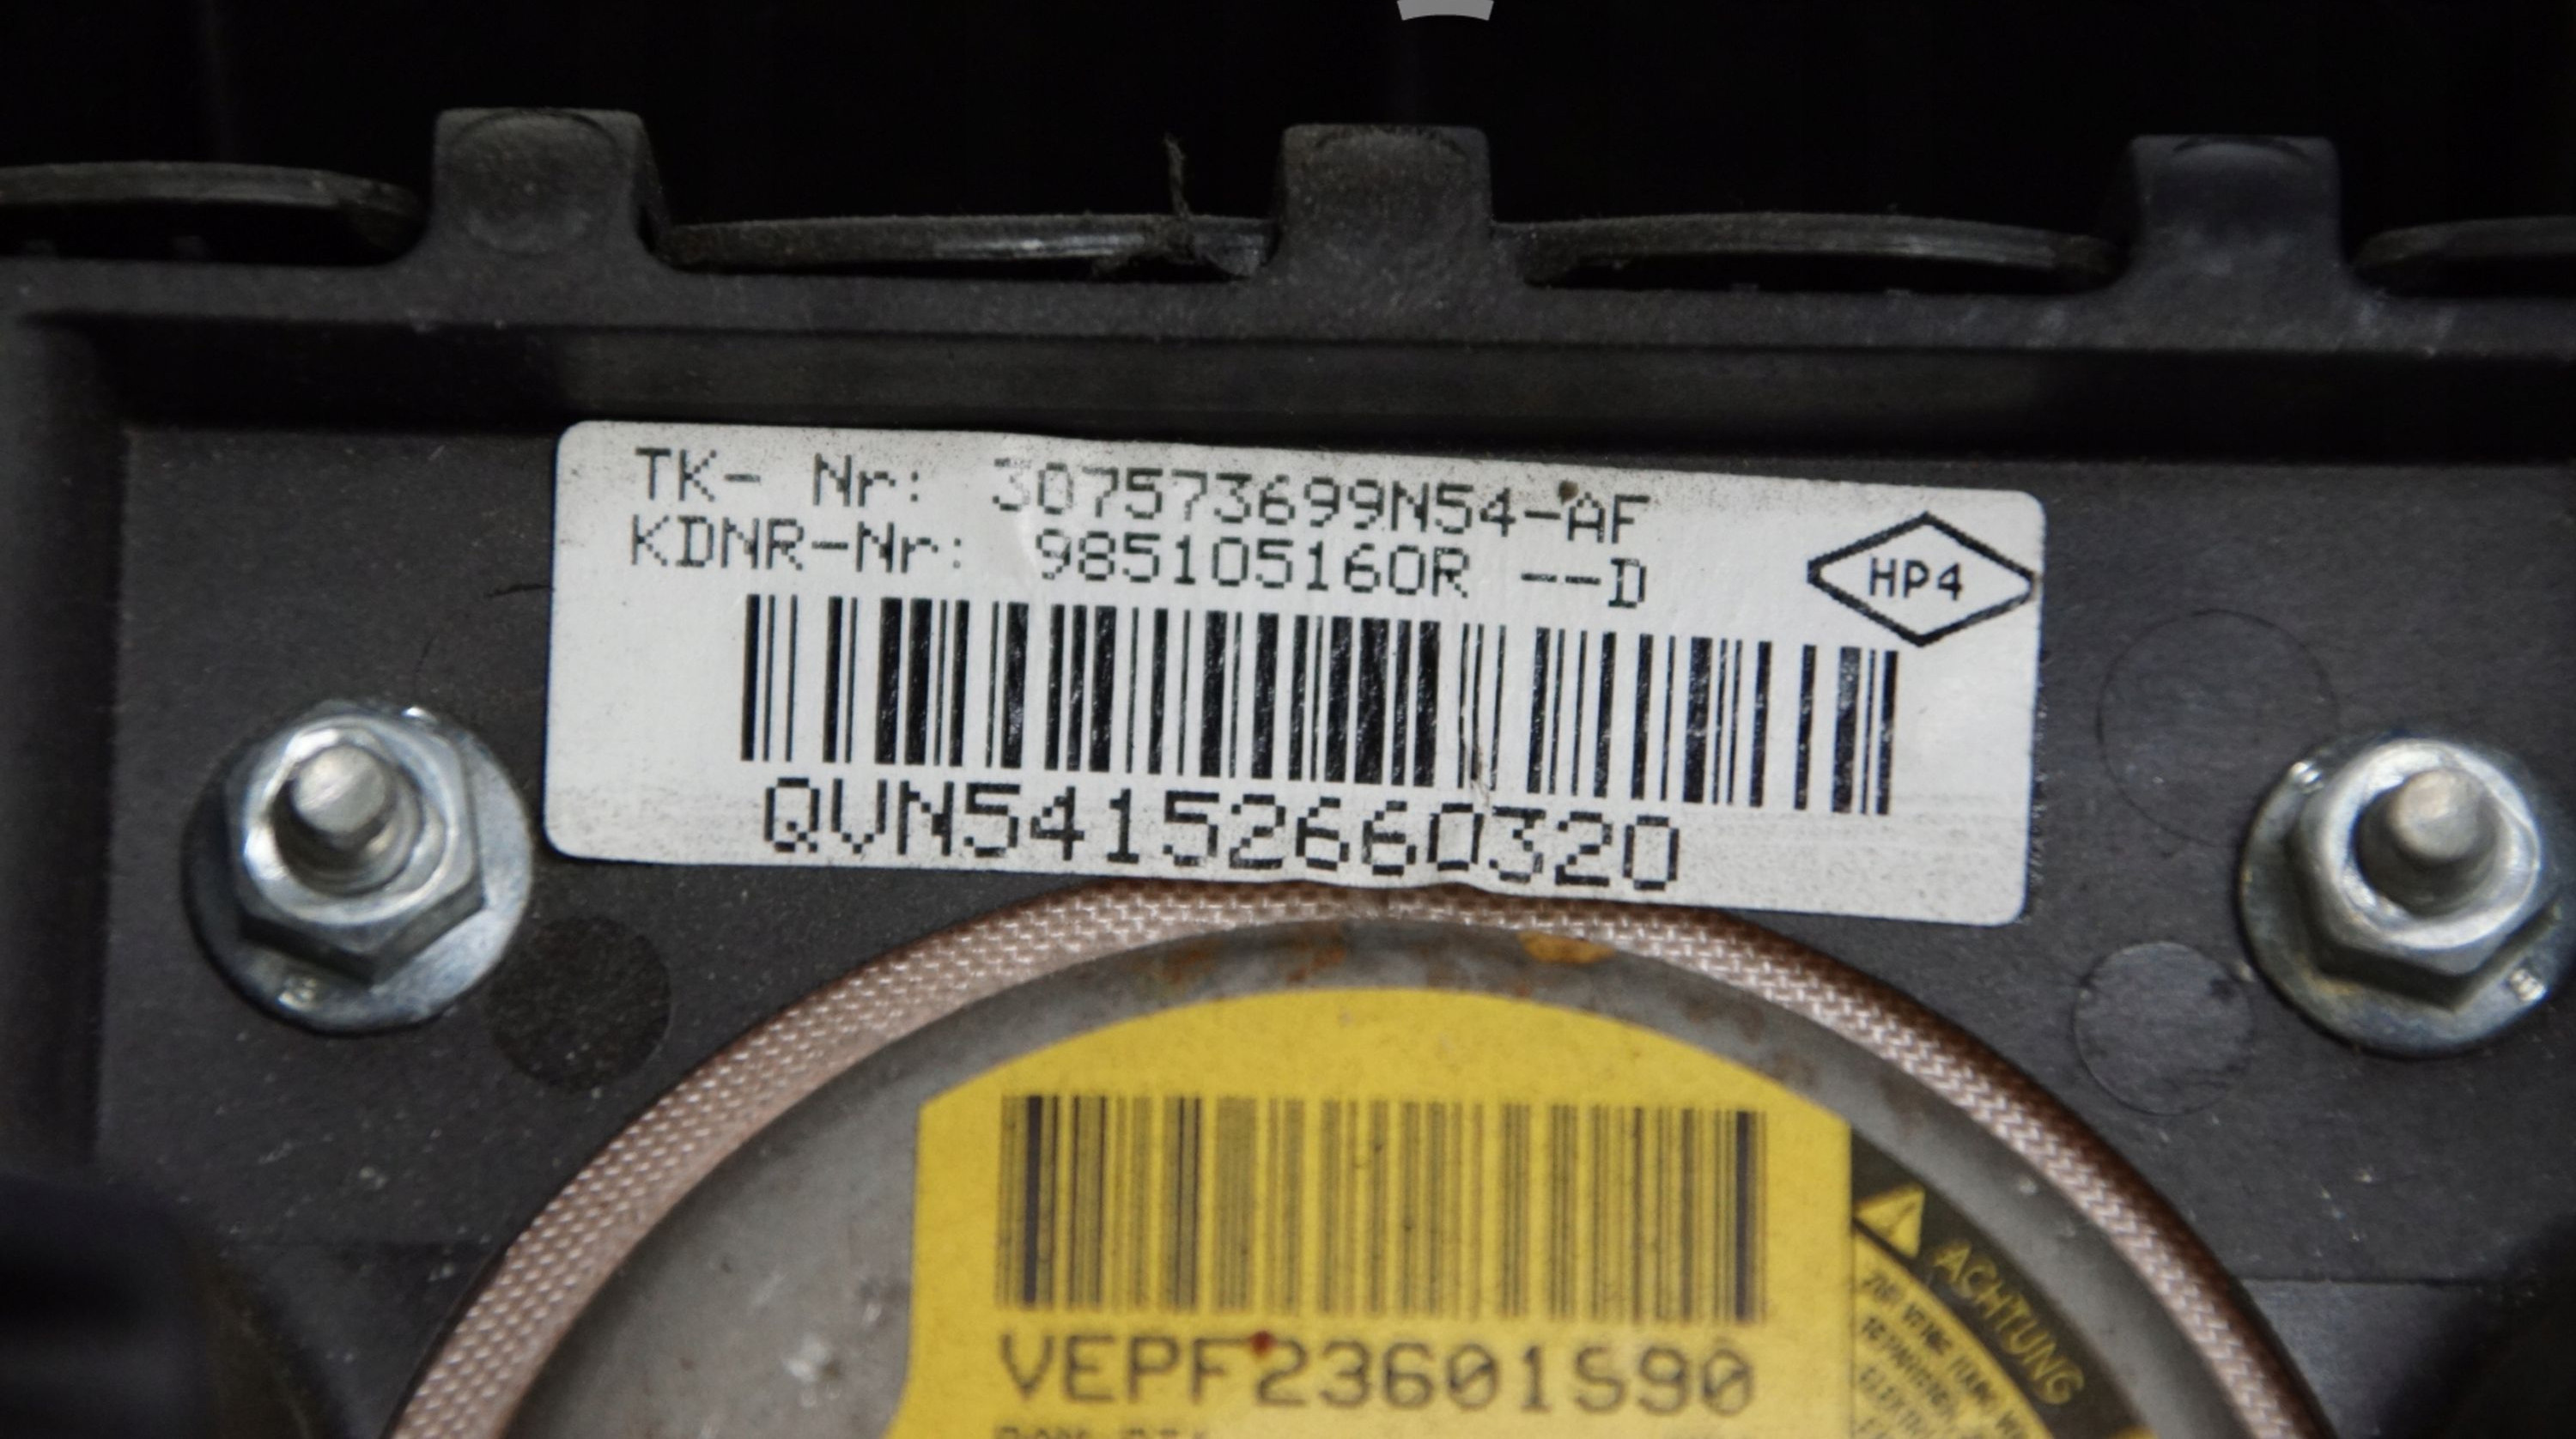 TK- Nr: 307573699N54-AF
KDNR-Nr: 985105160R --D
HP4
QVN54152660320
VEPF23601S90
ACHTUNG